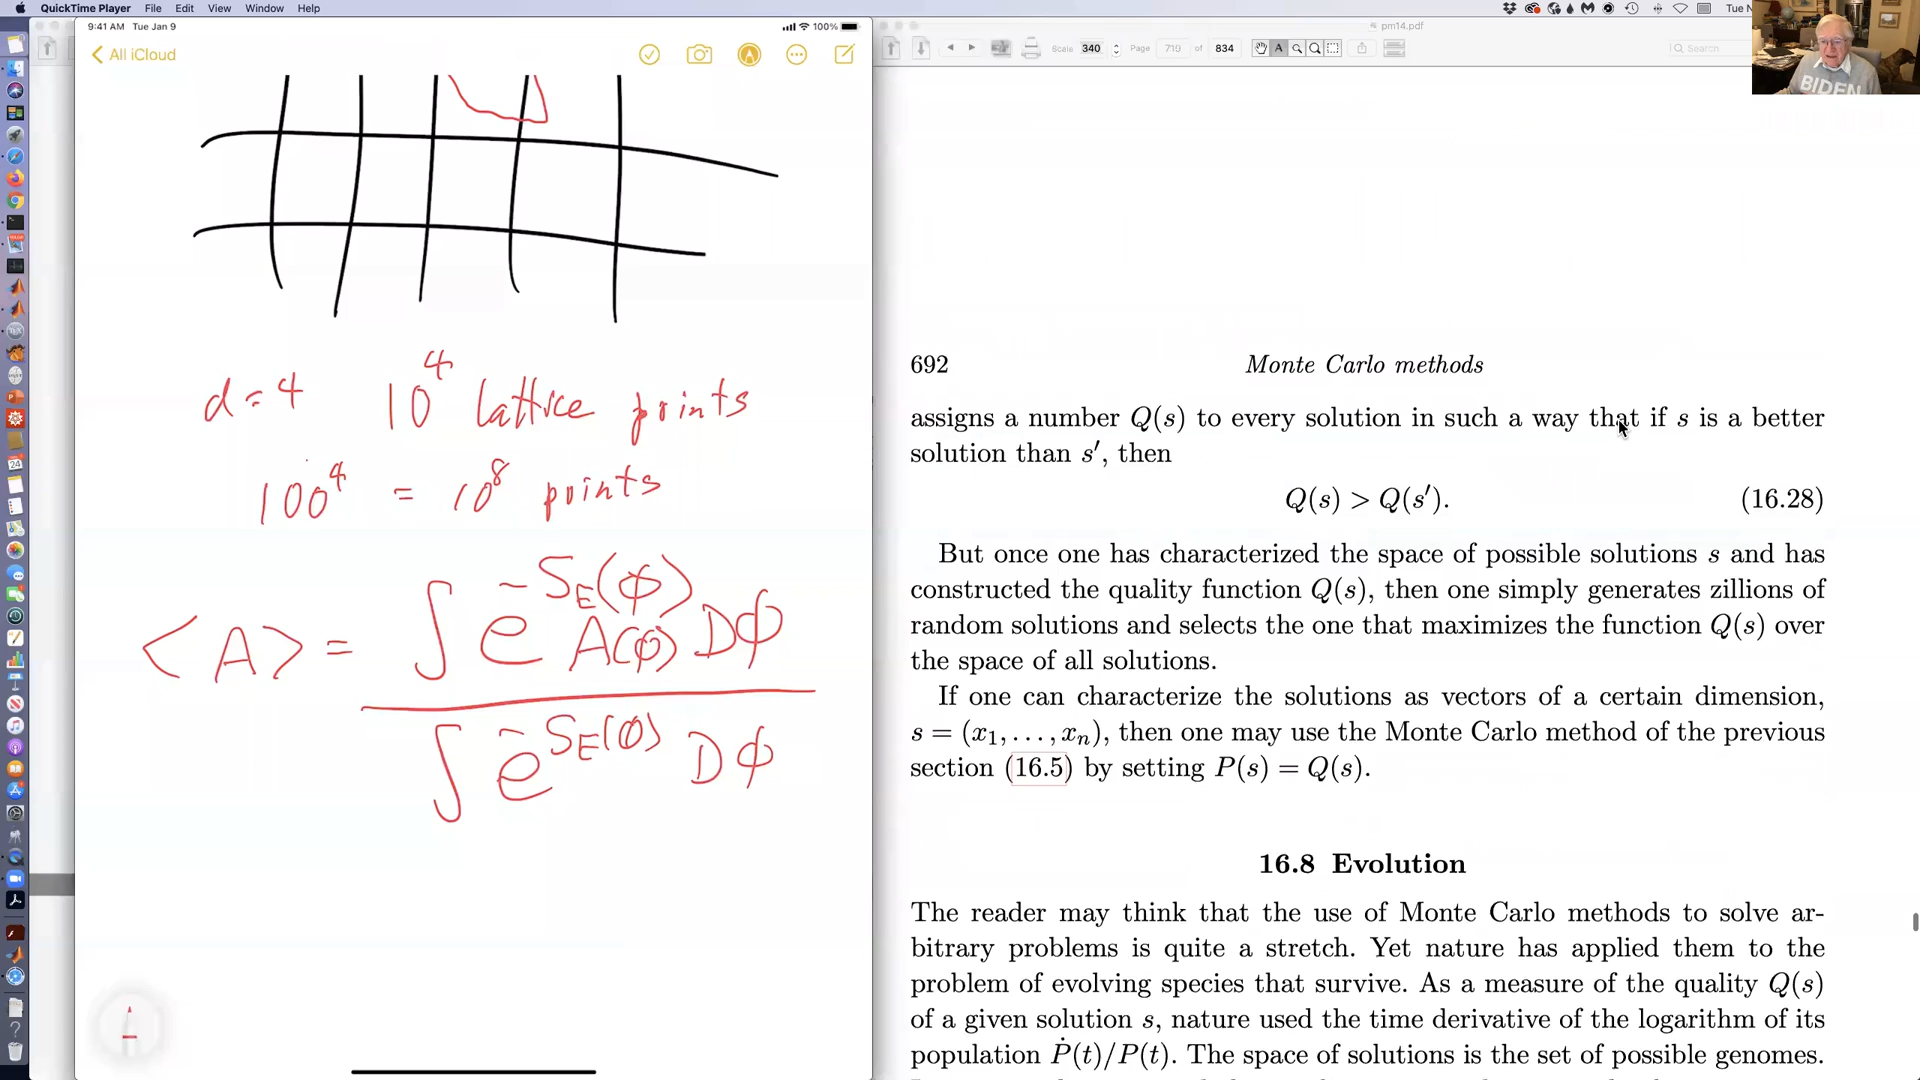 QuickTime Player File Edit View Window Help
Tue N
9:41 AM Tue Jan 9
100%
All iCloud
d = 4 10^4 lattice points
100^4 = 10^8 points
<A> = ∫ e^{-S_E(φ)} A(φ) Dφ
∫ e^{-S_E(φ)} Dφ
pm14.pdf
Scale 340 Page 710 of 834
Search
BIDEN
692 Monte Carlo methods
assigns a number Q(s) to every solution in such a way that if s is a better
solution than s′, then
Q(s) > Q(s′). (16.28)
But once one has characterized the space of possible solutions s and has
constructed the quality function Q(s), then one simply generates zillions of
random solutions and selects the one that maximizes the function Q(s) over
the space of all solutions.
If one can characterize the solutions as vectors of a certain dimension,
s = (x₁, . . . , xₙ), then one may use the Monte Carlo method of the previous
section (16.5) by setting P(s) = Q(s).
16.8 Evolution
The reader may think that the use of Monte Carlo methods to solve ar-
bitrary problems is quite a stretch. Yet nature has applied them to the
problem of evolving species that survive. As a measure of the quality Q(s)
of a given solution s, nature used the time derivative of the logarithm of its
population Ṗ(t)/P(t). The space of solutions is the set of possible genomes.